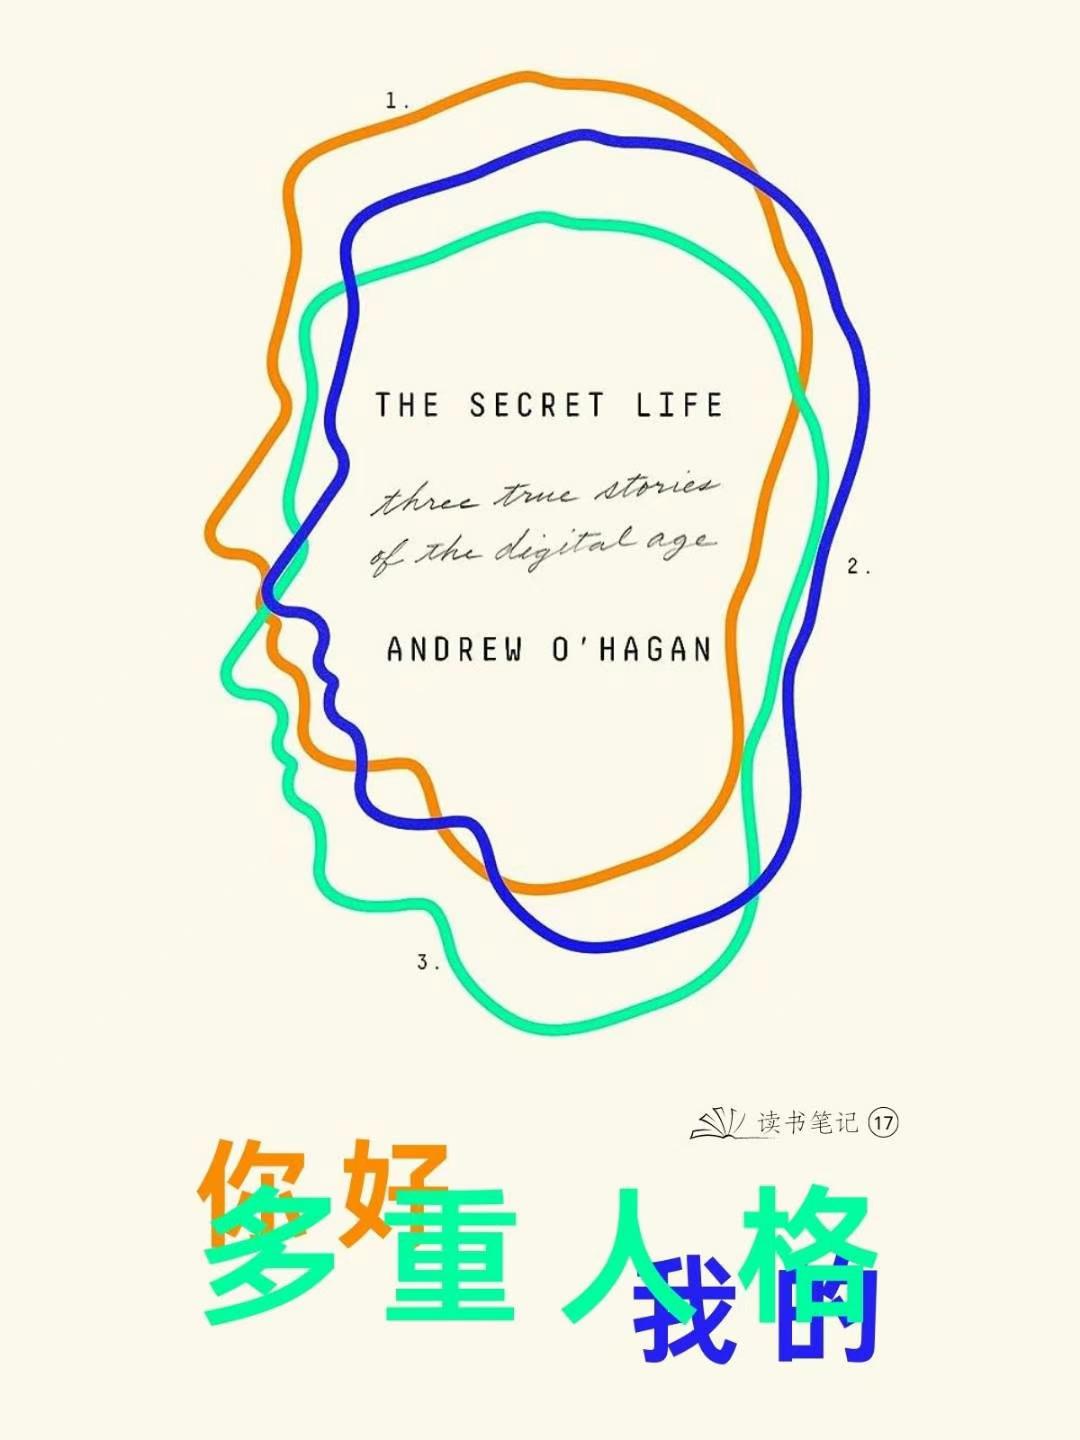 1.
THE SECRET LIFE
three true stories
of the digital age
2.
ANDREW O'HAGAN
3.
读书笔记 17
你好
多重人格
我的